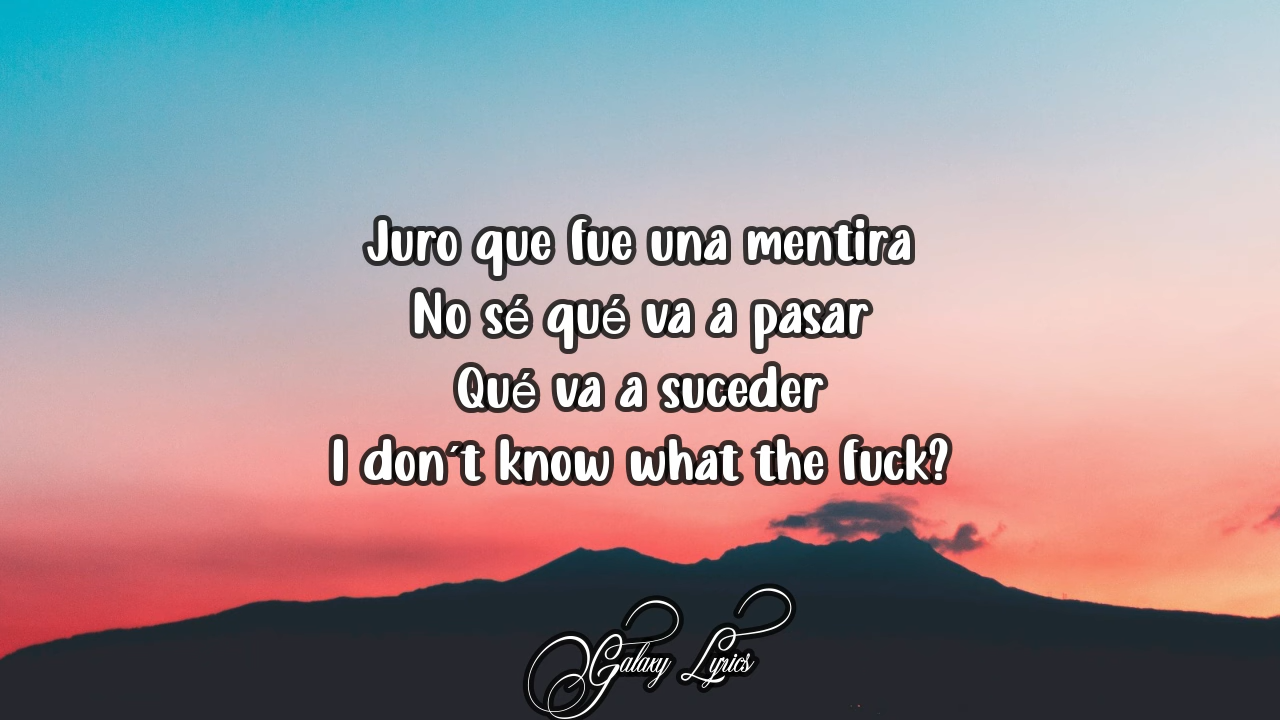 Juro que fue una mentira
No sé qué va a pasar
Qué va a suceder
I don´t know what the fuck?
Galaxy Lyrics